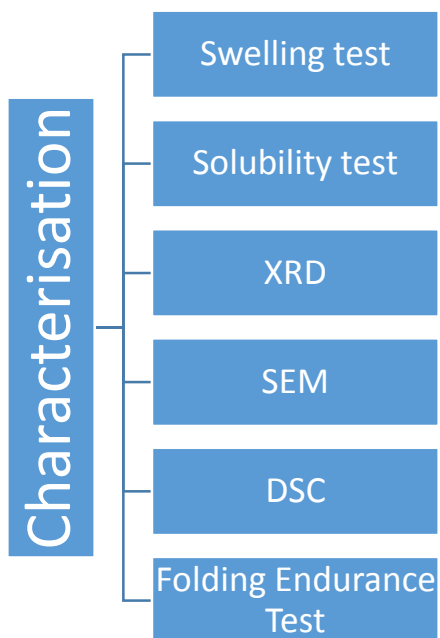 Characterisation
Swelling test
Solubility test
XRD
SEM
DSC
Folding Endurance
Test